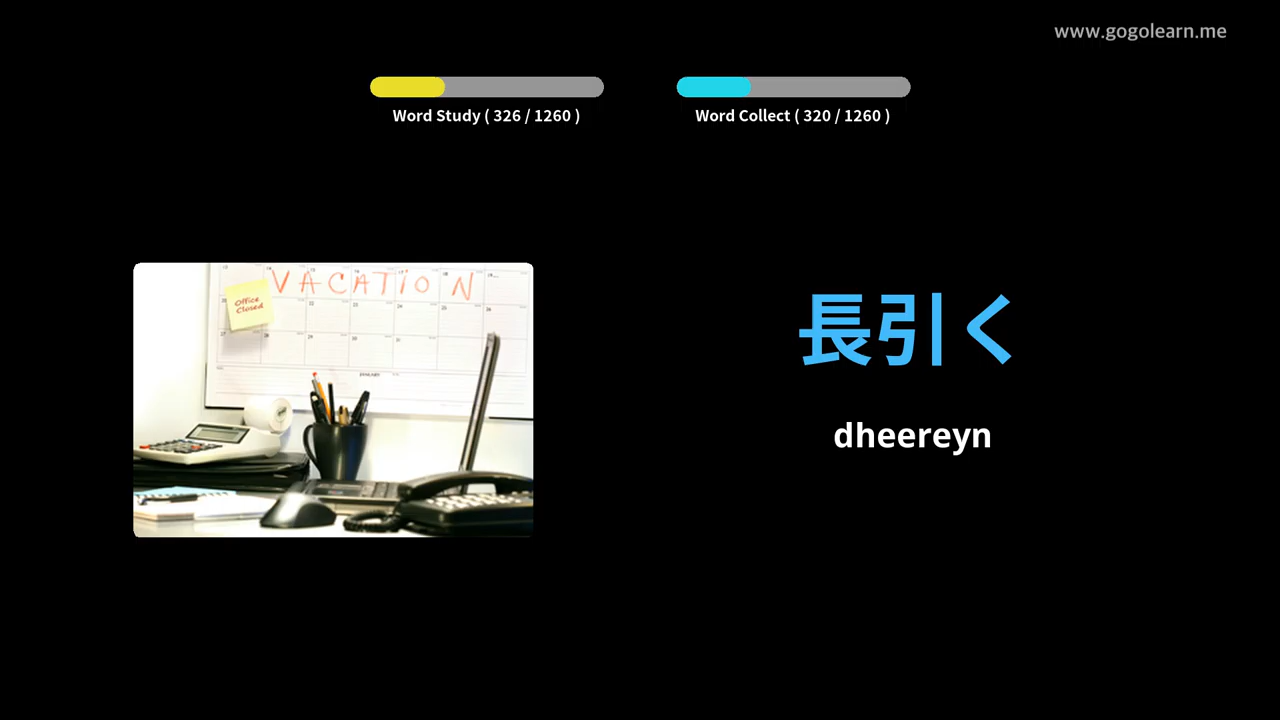 www.gogolearn.me
Word Study ( 326 / 1260 )
Word Collect ( 320 / 1260 )
VACATION
Office
Closed
長引く
dheereyn